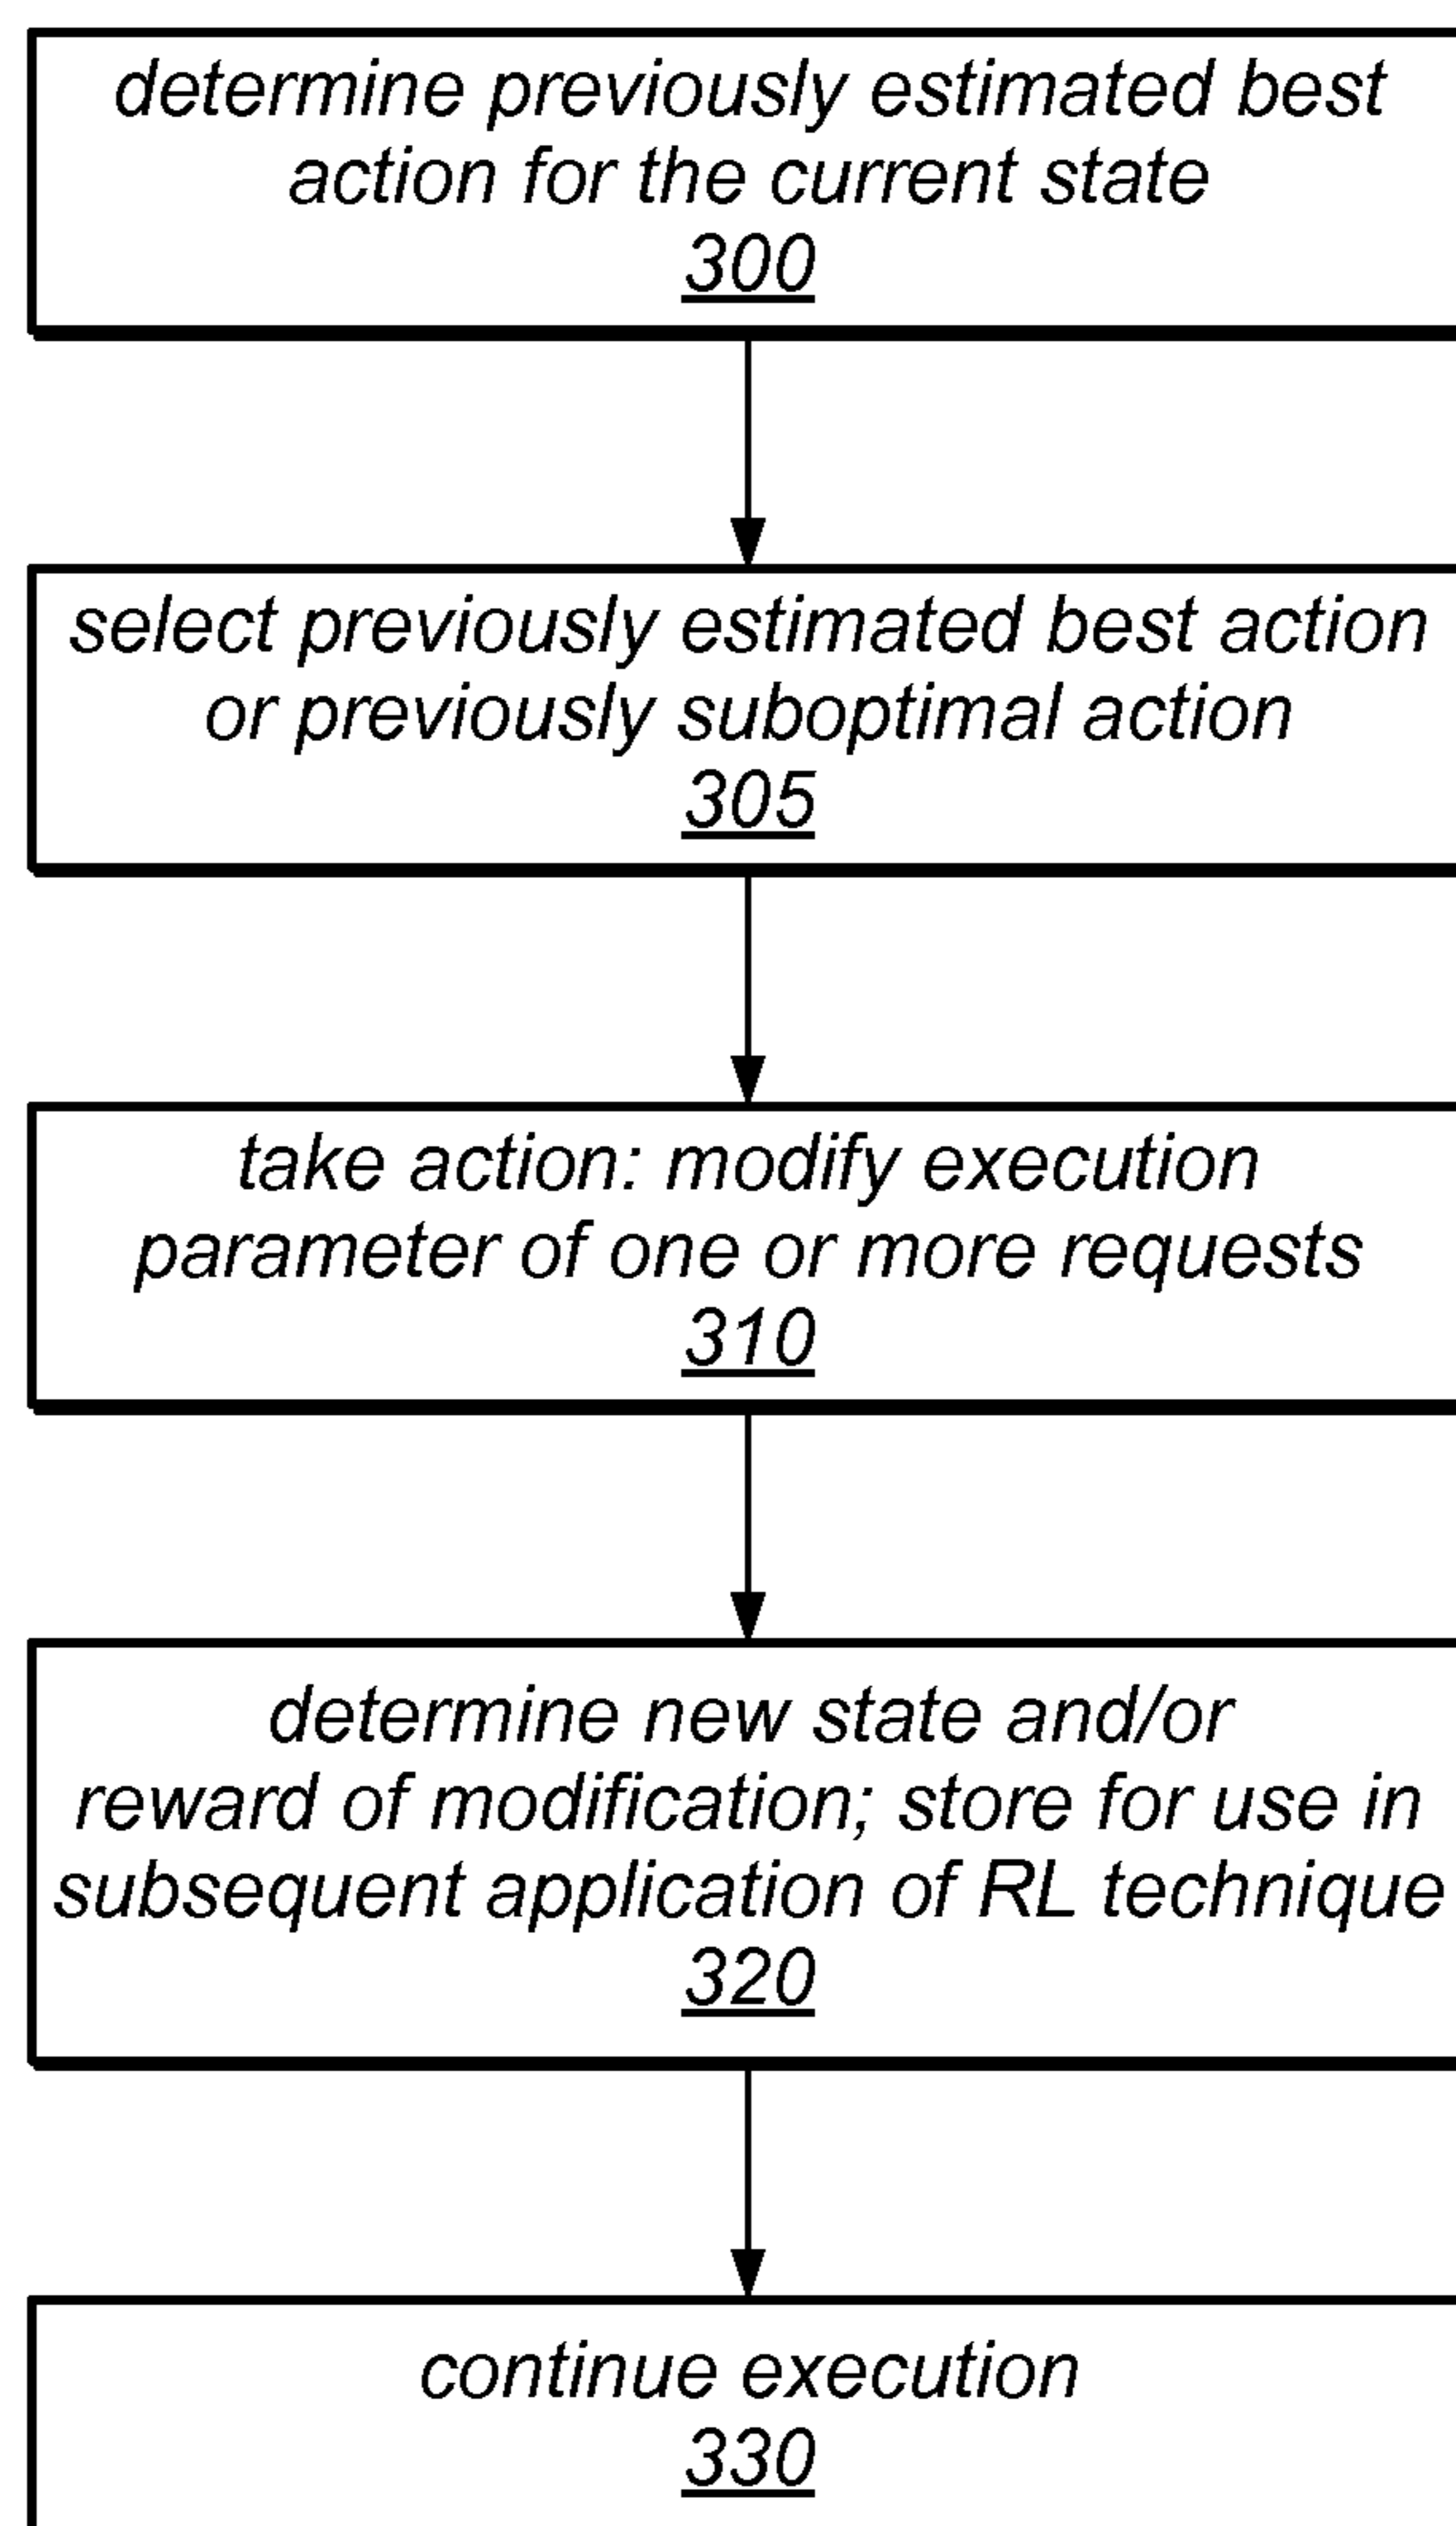 determine previously estimated best
action for the current state
300
select previously estimated best action
or previously suboptimal action
305
take action: modify execution
parameter of one or more requests
310
determine new state and/or
reward of modification; store for use in
subsequent application of RL technique
320
continue execution
330